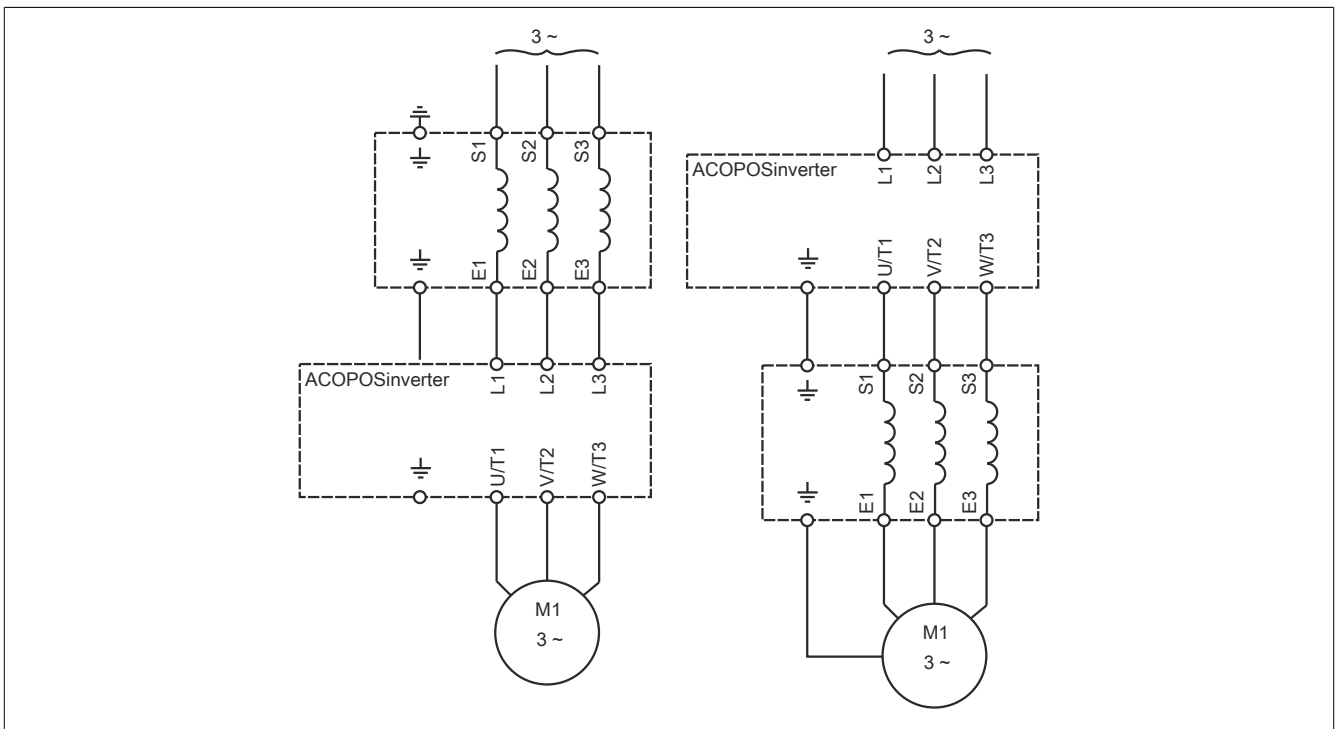 3 ~
S1 S2 S3
E1 E2 E3
ACOPOSinverter
L1 L2 L3
U/T1 V/T2 W/T3
M1
3 ~
3 ~
ACOPOSinverter
L1 L2 L3
U/T1 V/T2 W/T3
S1 S2 S3
E1 E2 E3
M1
3 ~